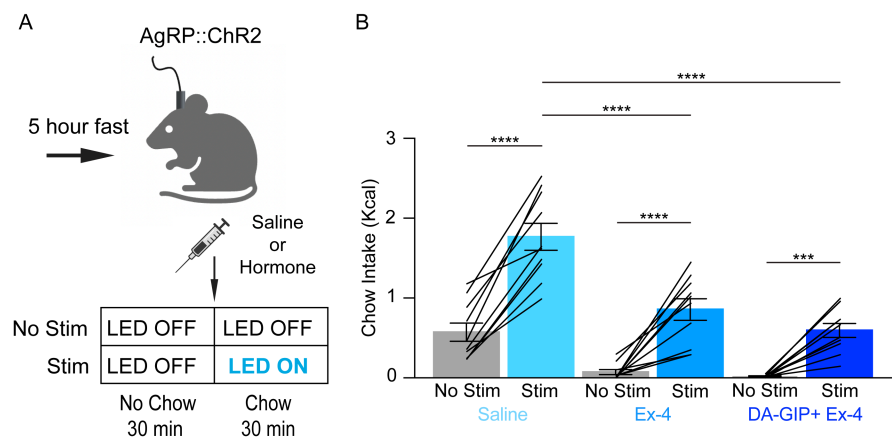 A
AgRP::ChR2
5 hour fast
Saline
or
Hormone
No Stim LED OFF LED OFF
Stim LED OFF LED ON
No Chow Chow
30 min 30 min
B
****
****
****
****
***
Chow Intake (Kcal)
3
2
1
0
No Stim Stim No Stim Stim No Stim Stim
Saline Ex-4 DA-GIP+ Ex-4